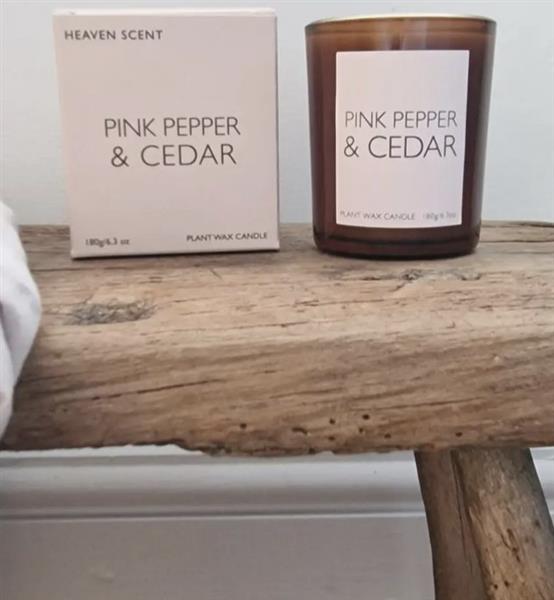 HEAVEN SCENT
PINK PEPPER
& CEDAR
180g/6.3 oz
PLANT WAX CANDLE
PINK PEPPER
& CEDAR
PLANT WAX CANDLE 180g/6.3oz